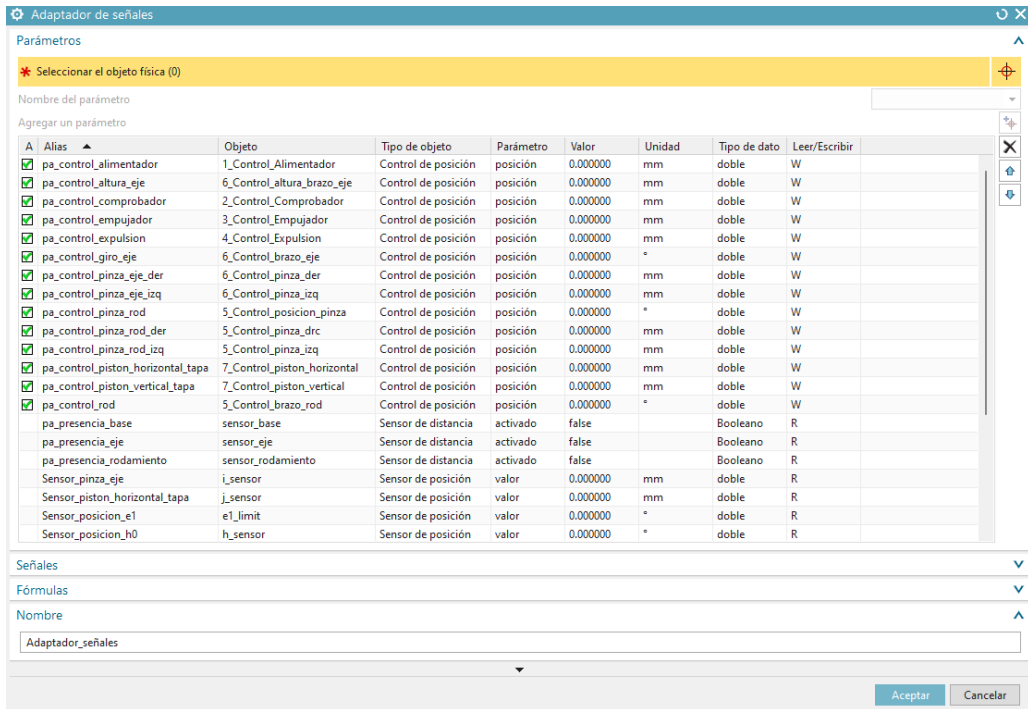 Adaptador de señales
Parámetros
* Seleccionar el objeto física (0)
Nombre del parámetro
Agregar un parámetro
A Alias Objeto Tipo de objeto Parámetro Valor Unidad Tipo de dato Leer/Escribir
pa_control_alimentador 1_Control_Alimentador Control de posición posición 0.000000 mm doble W
pa_control_altura_eje 6_Control_altura_brazo_eje Control de posición posición 0.000000 mm doble W
pa_control_comprobador 2_Control_Comprobador Control de posición posición 0.000000 mm doble W
pa_control_empujador 3_Control_Empujador Control de posición posición 0.000000 mm doble W
pa_control_expulsion 4_Control_Expulsion Control de posición posición 0.000000 mm doble W
pa_control_giro_eje 6_Control_brazo_eje Control de posición posición 0.000000 ° doble W
pa_control_pinza_eje_der 6_Control_pinza_der Control de posición posición 0.000000 mm doble W
pa_control_pinza_eje_izq 6_Control_pinza_izq Control de posición posición 0.000000 mm doble W
pa_control_pinza_rod 5_Control_posicion_pinza Control de posición posición 0.000000 ° doble W
pa_control_pinza_rod_der 5_Control_pinza_drc Control de posición posición 0.000000 mm doble W
pa_control_pinza_rod_izq 5_Control_pinza_izq Control de posición posición 0.000000 mm doble W
pa_control_piston_horizontal_tapa 7_Control_piston_horizontal Control de posición posición 0.000000 mm doble W
pa_control_piston_vertical_tapa 7_Control_piston_vertical Control de posición posición 0.000000 mm doble W
pa_control_rod 5_Control_brazo_rod Control de posición posición 0.000000 ° doble W
pa_presencia_base sensor_base Sensor de distancia activado false Booleano R
pa_presencia_eje sensor_eje Sensor de distancia activado false Booleano R
pa_presencia_rodamiento sensor_rodamiento Sensor de distancia activado false Booleano R
Sensor_pinza_eje i_sensor Sensor de posición valor 0.000000 mm doble R
Sensor_piston_horizontal_tapa j_sensor Sensor de posición valor 0.000000 mm doble R
Sensor_posicion_e1 e1_limit Sensor de posición valor 0.000000 ° doble R
Sensor_posicion_h0 h_sensor Sensor de posición valor 0.000000 ° doble R
Señales
Fórmulas
Nombre
Adaptador_señales
Aceptar Cancelar